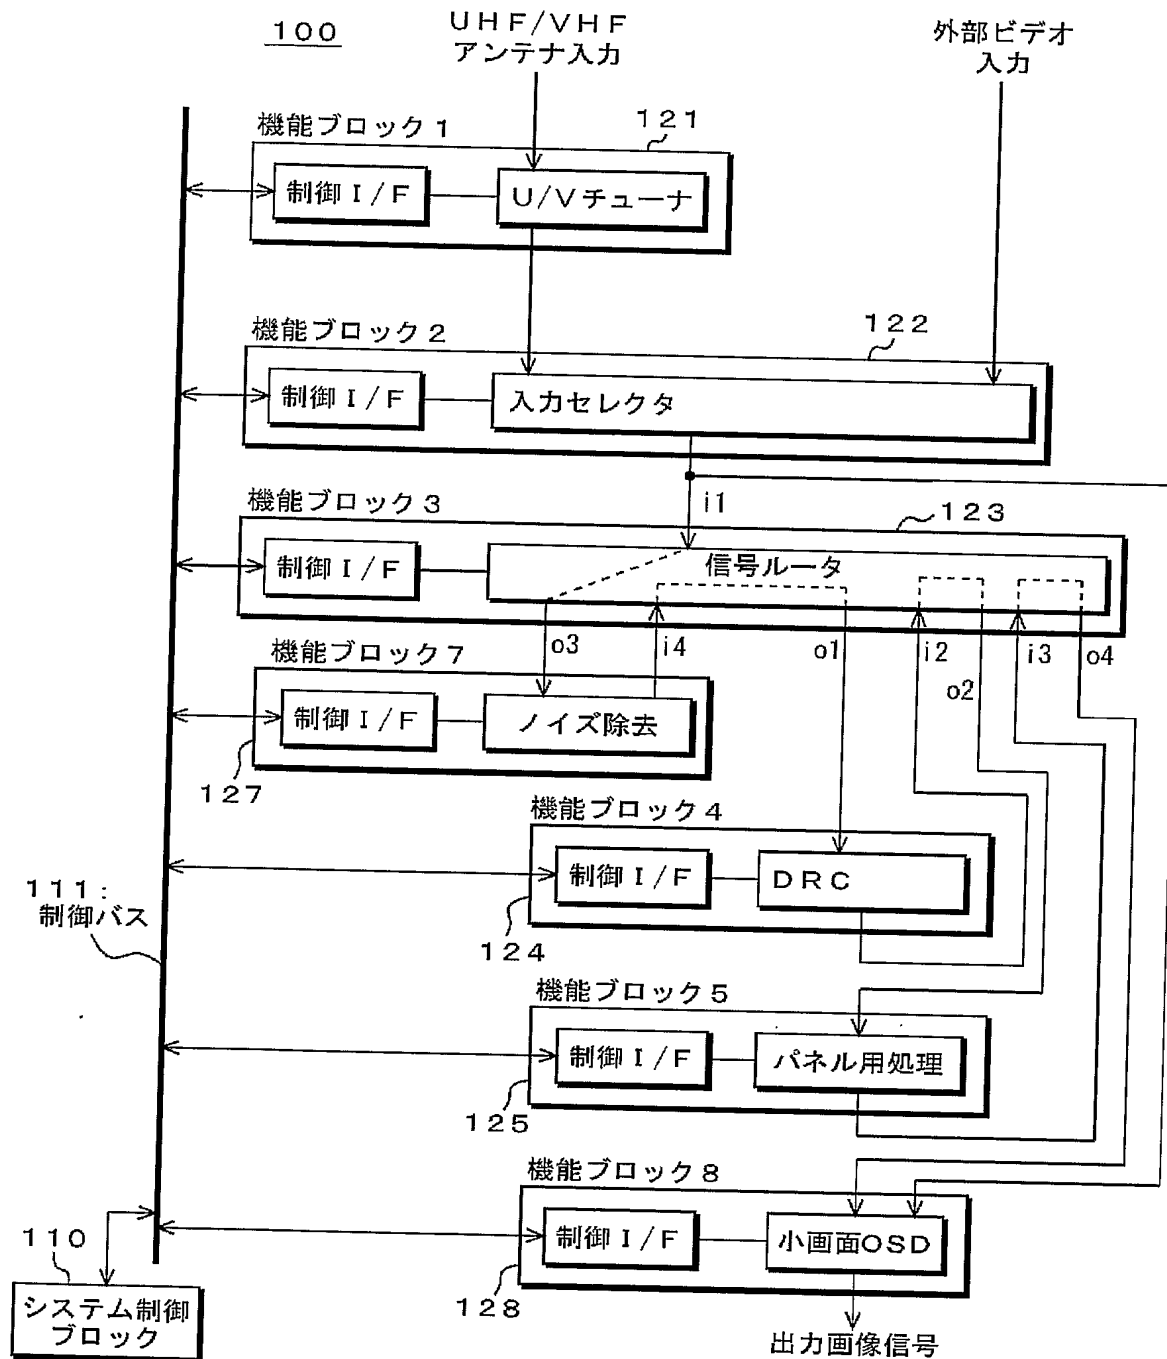 100
UHF/VHF
アンテナ入力
外部ビデオ
入力
機能ブロック1
121
制御I/F
U/Vチューナ
機能ブロック2
122
制御I/F
入力セレクタ
i1
機能ブロック3
123
制御I/F
信号ルータ
o3
i4
o1
i2
o2
i3
o4
機能ブロック7
制御I/F
ノイズ除去
127
機能ブロック4
制御I/F
DRC
124
111:
制御バス
機能ブロック5
制御I/F
パネル用処理
125
機能ブロック8
制御I/F
小画面OSD
128
110
システム制御
ブロック
出力画像信号